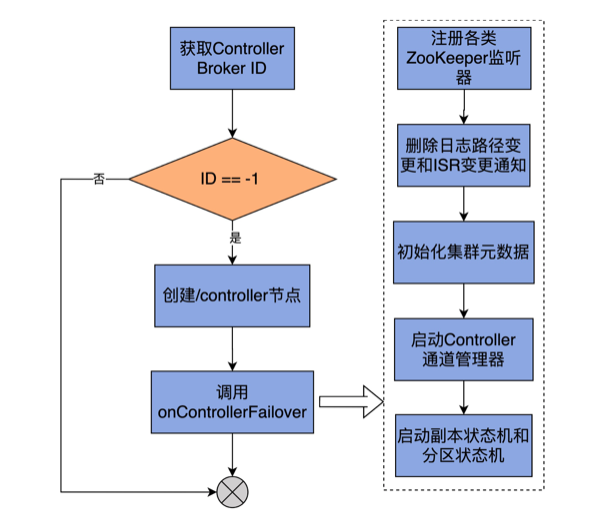 获取Controller
Broker ID
ID == -1
否
是
创建/controller节点
调用
onControllerFailover
注册各类
ZooKeeper监听
器
删除日志路径变
更和ISR变更通知
初始化集群元数据
启动Controller
通道管理器
启动副本状态机和
分区状态机